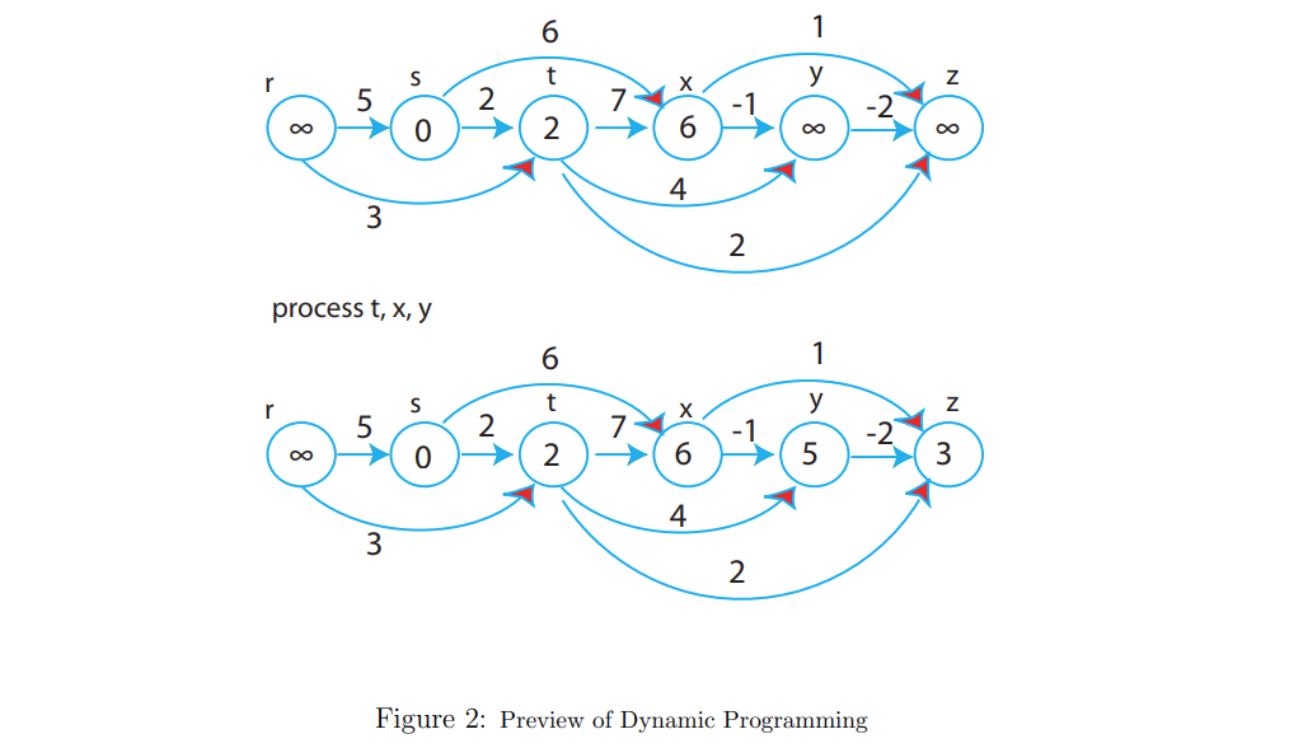 6 1
r s t x y z
5 2 7 -1 -2
∞ 0 2 6 ∞ ∞
3 4
2
process t, x, y
6 1
r s t x y z
5 2 7 -1 -2
∞ 0 2 6 5 3
3 4
2
Figure 2: Preview of Dynamic Programming